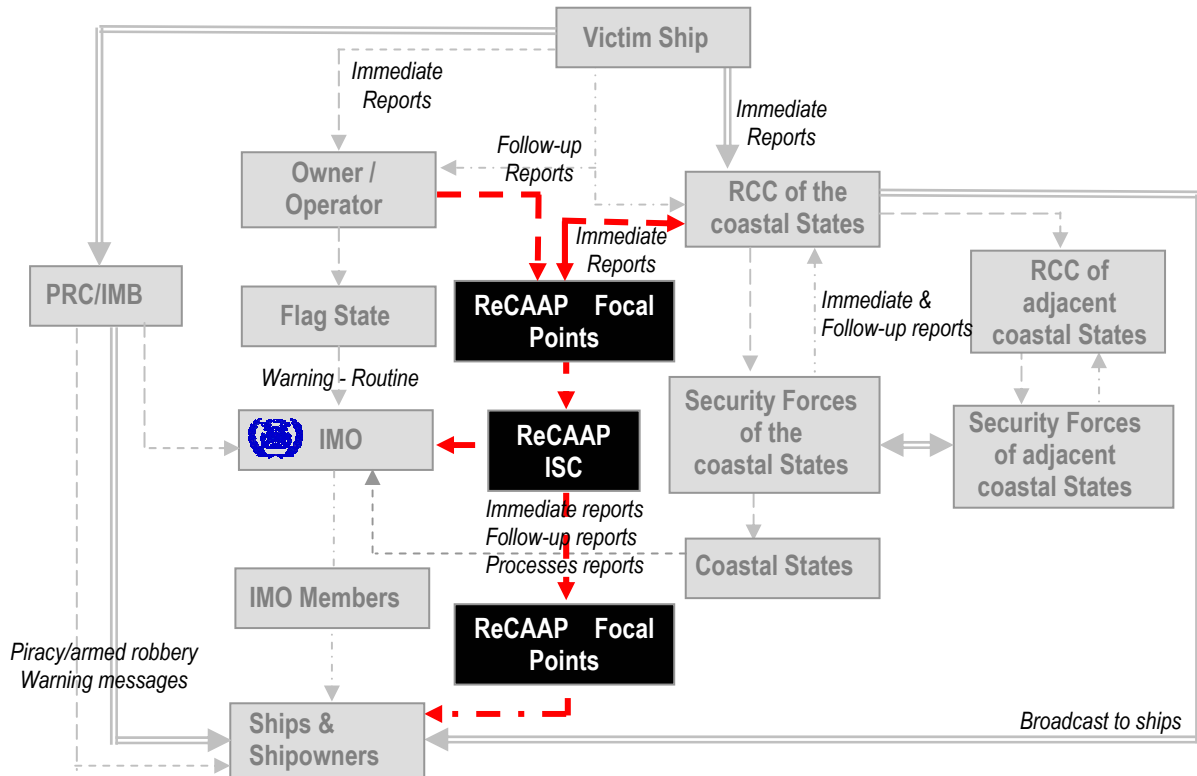 Victim Ship
Immediate
Reports
Immediate
Reports
Follow-up
Reports
Owner /
Operator
RCC of the
coastal States
Immediate
Reports
PRC/IMB
Flag State
ReCAAP Focal
Points
Immediate &
Follow-up reports
RCC of
adjacent
coastal States
Warning - Routine
IMO
ReCAAP
ISC
Security Forces
of the
coastal States
Security Forces
of adjacent
coastal States
Immediate reports
Follow-up reports
Processes reports
Coastal States
IMO Members
ReCAAP Focal
Points
Piracy/armed robbery
Warning messages
Ships &
Shipowners
Broadcast to ships